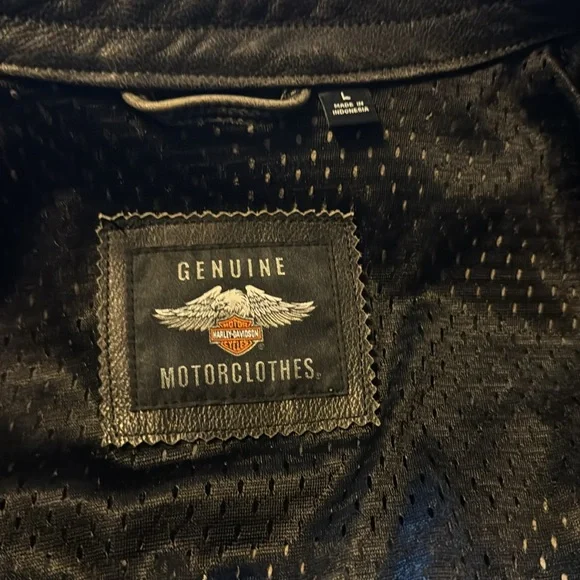 L
MADE IN
INDONESIA
GENUINE
MOTOR
HARLEY-DAVIDSON
CYCLES
MOTORCLOTHES®